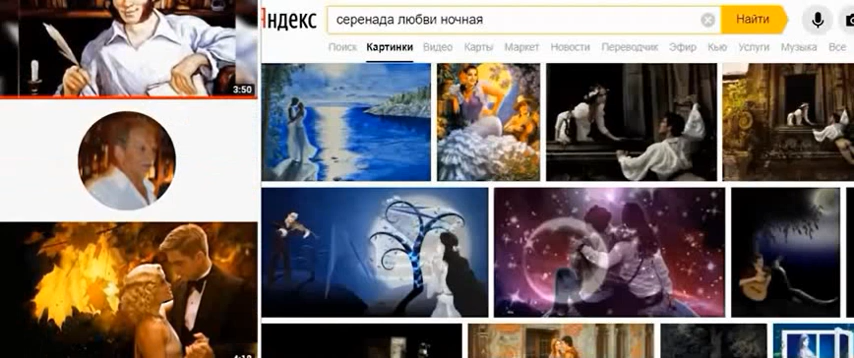 Яндекс
серенада любви ночная
Найти
Поиск Картинки Видео Карты Маркет Новости Переводчик Эфир Кью Услуги Музыка Все
3:50